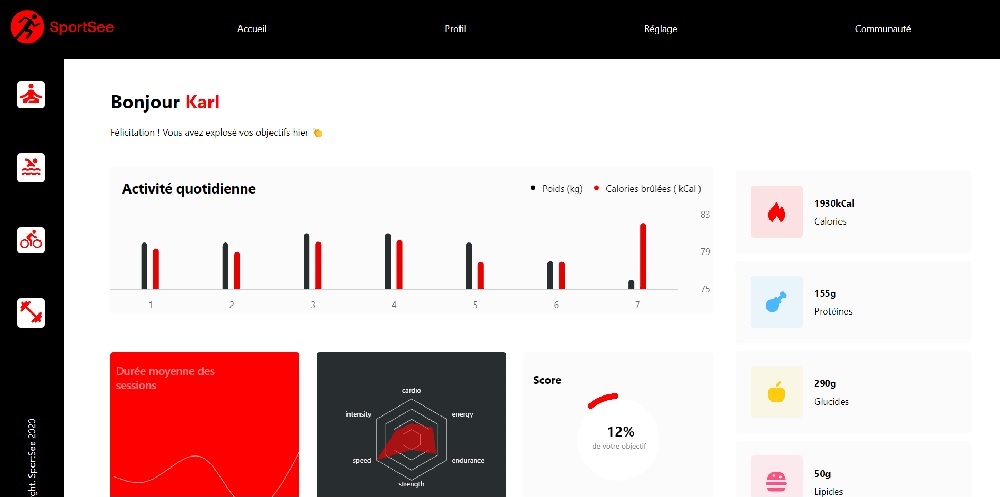 SportSee
Accueil
Profil
Réglage
Communauté
Bonjour Karl
Félicitation ! Vous avez explosé vos objectifs hier 👏
Activité quotidienne
Poids (kg)
Calories brûlées ( kCal )
83
79
75
1
2
3
4
5
6
7
1930kCal
Calories
155g
Protéines
290g
Glucides
50g
Lipides
Durée moyenne des
sessions
cardio
energy
endurance
strength
speed
intensity
Score
12%
de votre objectif
SportSee 2020